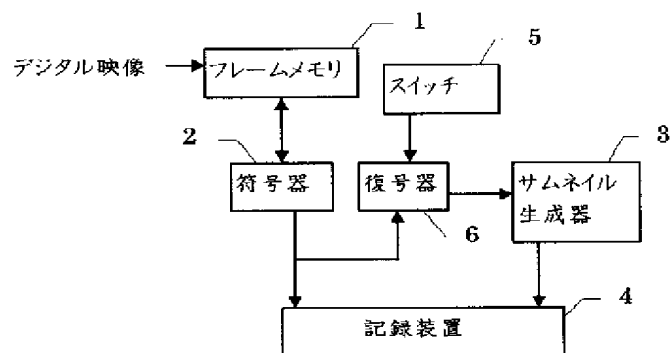 1
5
デジタル映像
フレームメモリ
スイッチ
2
3
符号器
復号器
サムネイル
生成器
6
4
記録装置